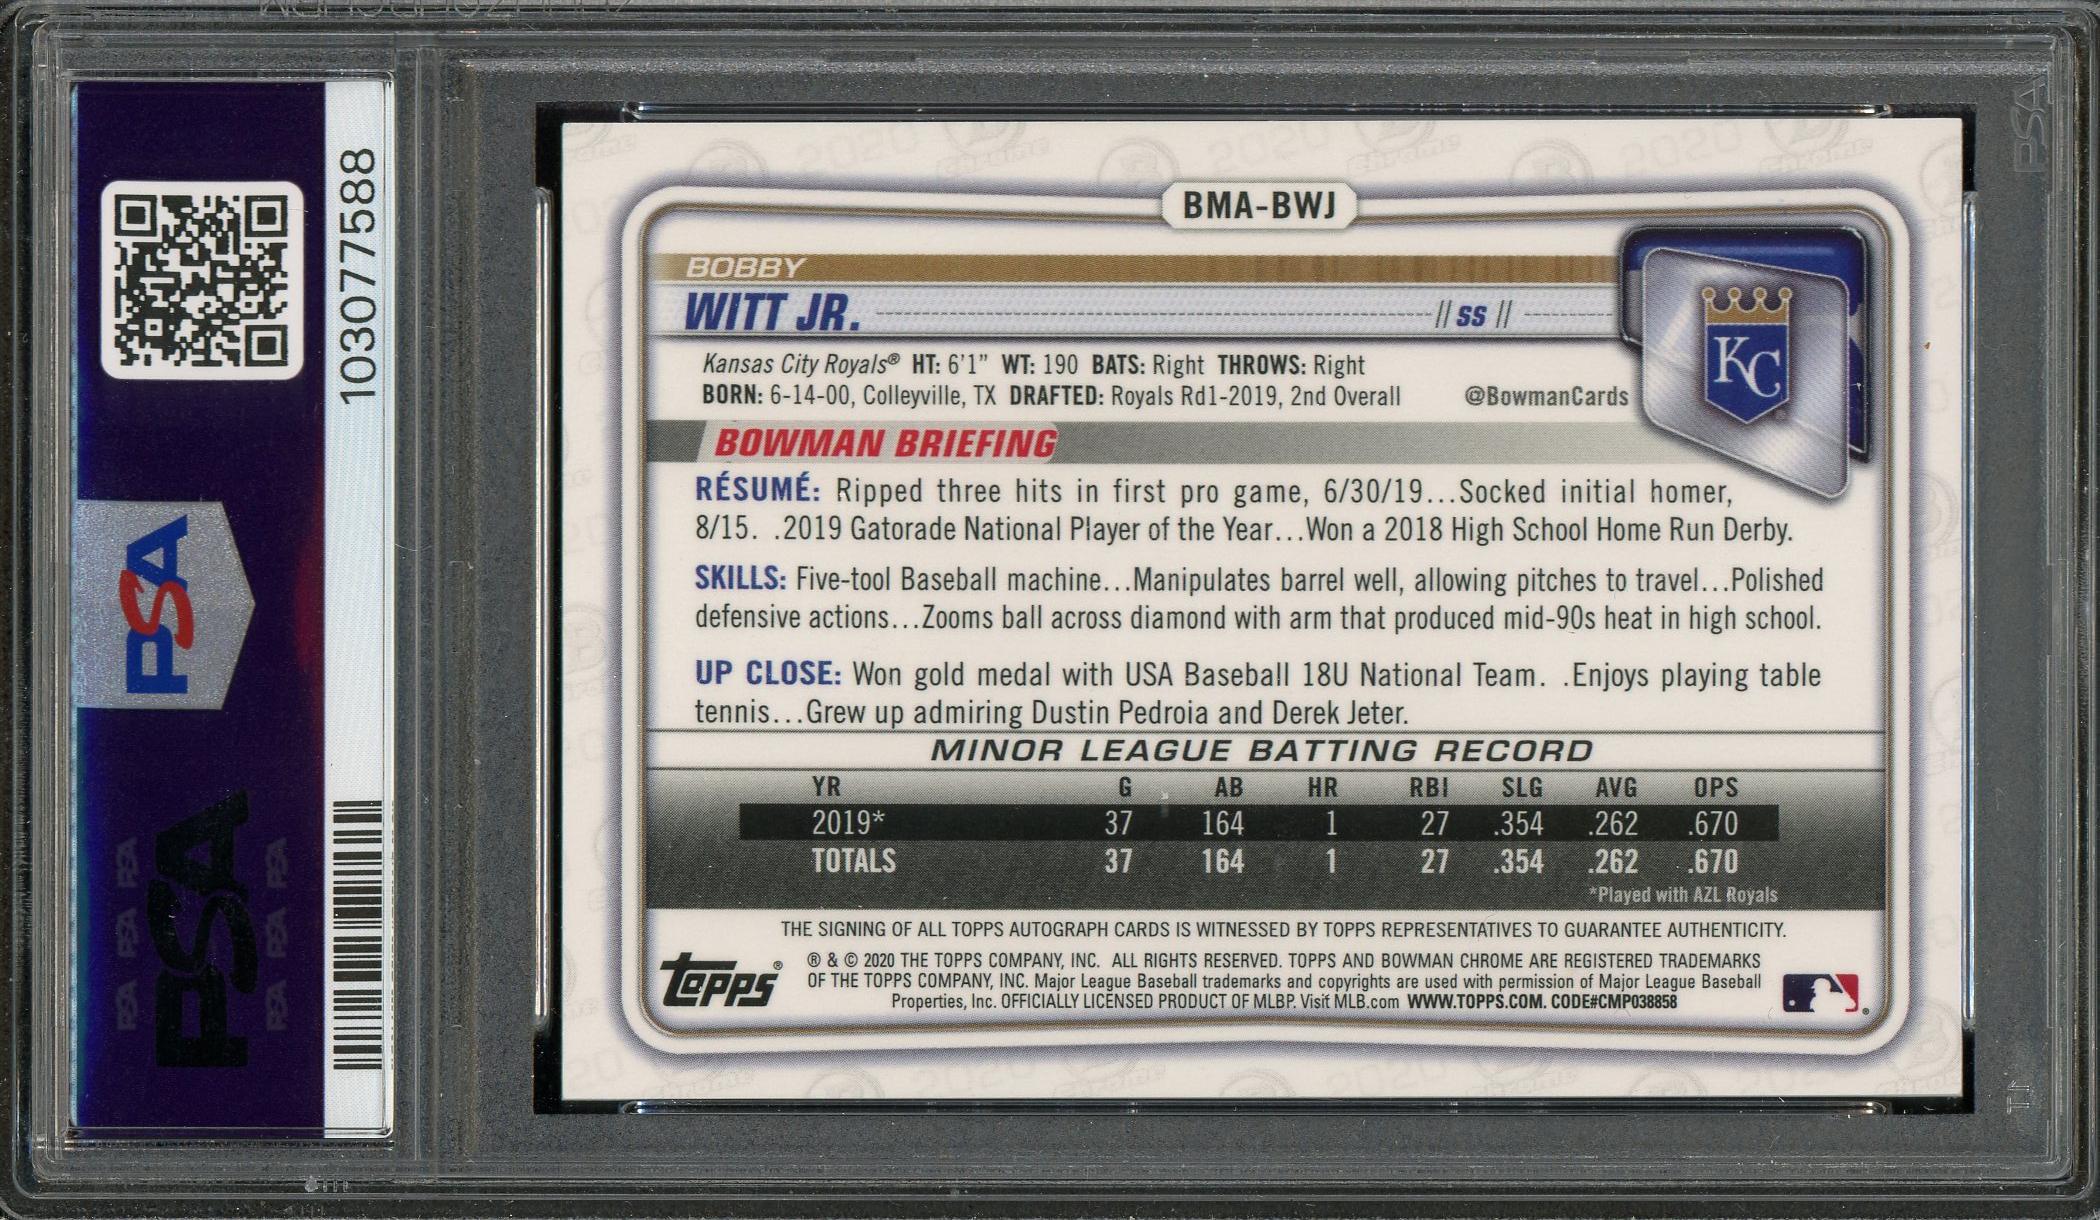 103077588
PSA
PSA
BMA-BWJ
BOBBY
WITT JR. // SS //
Kansas City Royals® HT: 6'1" WT: 190 BATS: Right THROWS: Right
BORN: 6-14-00, Colleyville, TX DRAFTED: Royals Rd1-2019, 2nd Overall @BowmanCards
KC
BOWMAN BRIEFING
RÉSUMÉ: Ripped three hits in first pro game, 6/30/19...Socked initial homer,
8/15. .2019 Gatorade National Player of the Year...Won a 2018 High School Home Run Derby.
SKILLS: Five-tool Baseball machine...Manipulates barrel well, allowing pitches to travel...Polished
defensive actions...Zooms ball across diamond with arm that produced mid-90s heat in high school.
UP CLOSE: Won gold medal with USA Baseball 18U National Team. .Enjoys playing table
tennis...Grew up admiring Dustin Pedroia and Derek Jeter.
MINOR LEAGUE BATTING RECORD
YR G AB HR RBI SLG AVG OPS
2019* 37 164 1 27 .354 .262 .670
TOTALS 37 164 1 27 .354 .262 .670
*Played with AZL Royals
THE SIGNING OF ALL TOPPS AUTOGRAPH CARDS IS WITNESSED BY TOPPS REPRESENTATIVES TO GUARANTEE AUTHENTICITY.
topps®
® & © 2020 THE TOPPS COMPANY, INC. ALL RIGHTS RESERVED. TOPPS AND BOWMAN CHROME ARE REGISTERED TRADEMARKS
OF THE TOPPS COMPANY, INC. Major League Baseball trademarks and copyrights are used with permission of Major League Baseball
Properties, Inc. OFFICIALLY LICENSED PRODUCT OF MLBP. Visit MLB.com WWW.TOPPS.COM. CODE#CMP038858